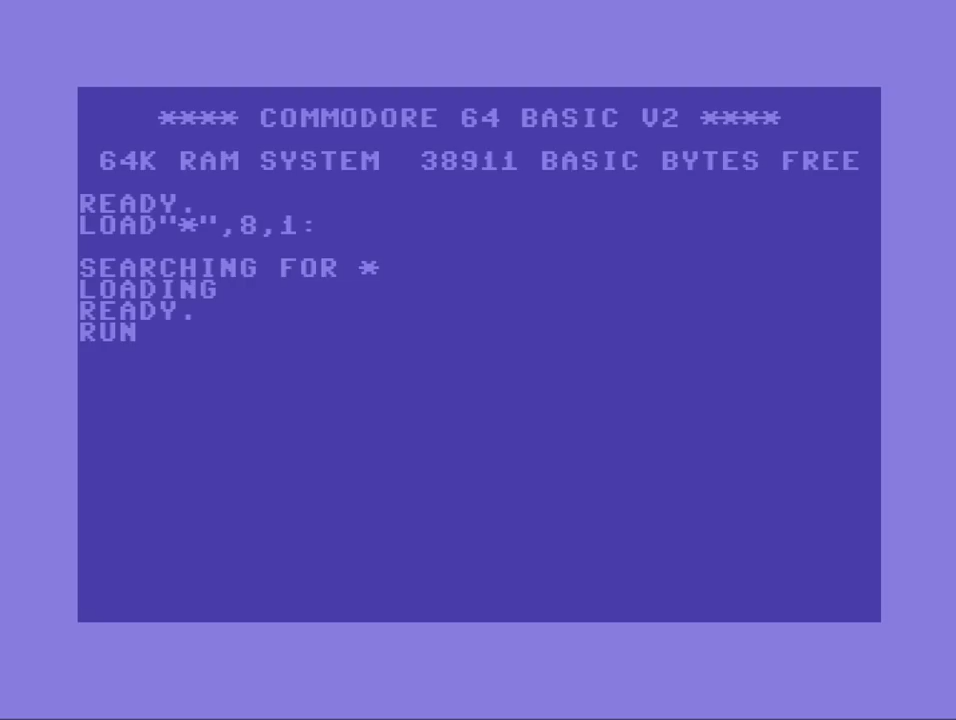 **** COMMODORE 64 BASIC V2 ****
64K RAM SYSTEM  38911 BASIC BYTES FREE
READY.
LOAD"*",8,1:
SEARCHING FOR *
LOADING
READY.
RUN